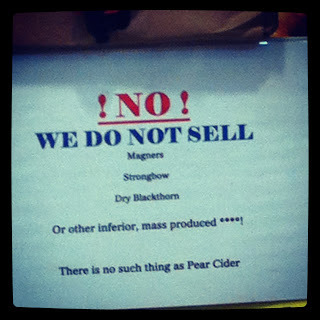 ! NO !
WE DO NOT SELL
Magners
Strongbow
Dry Blackthorn
Or other inferior, mass produced ****!
There is no such thing as Pear Cider